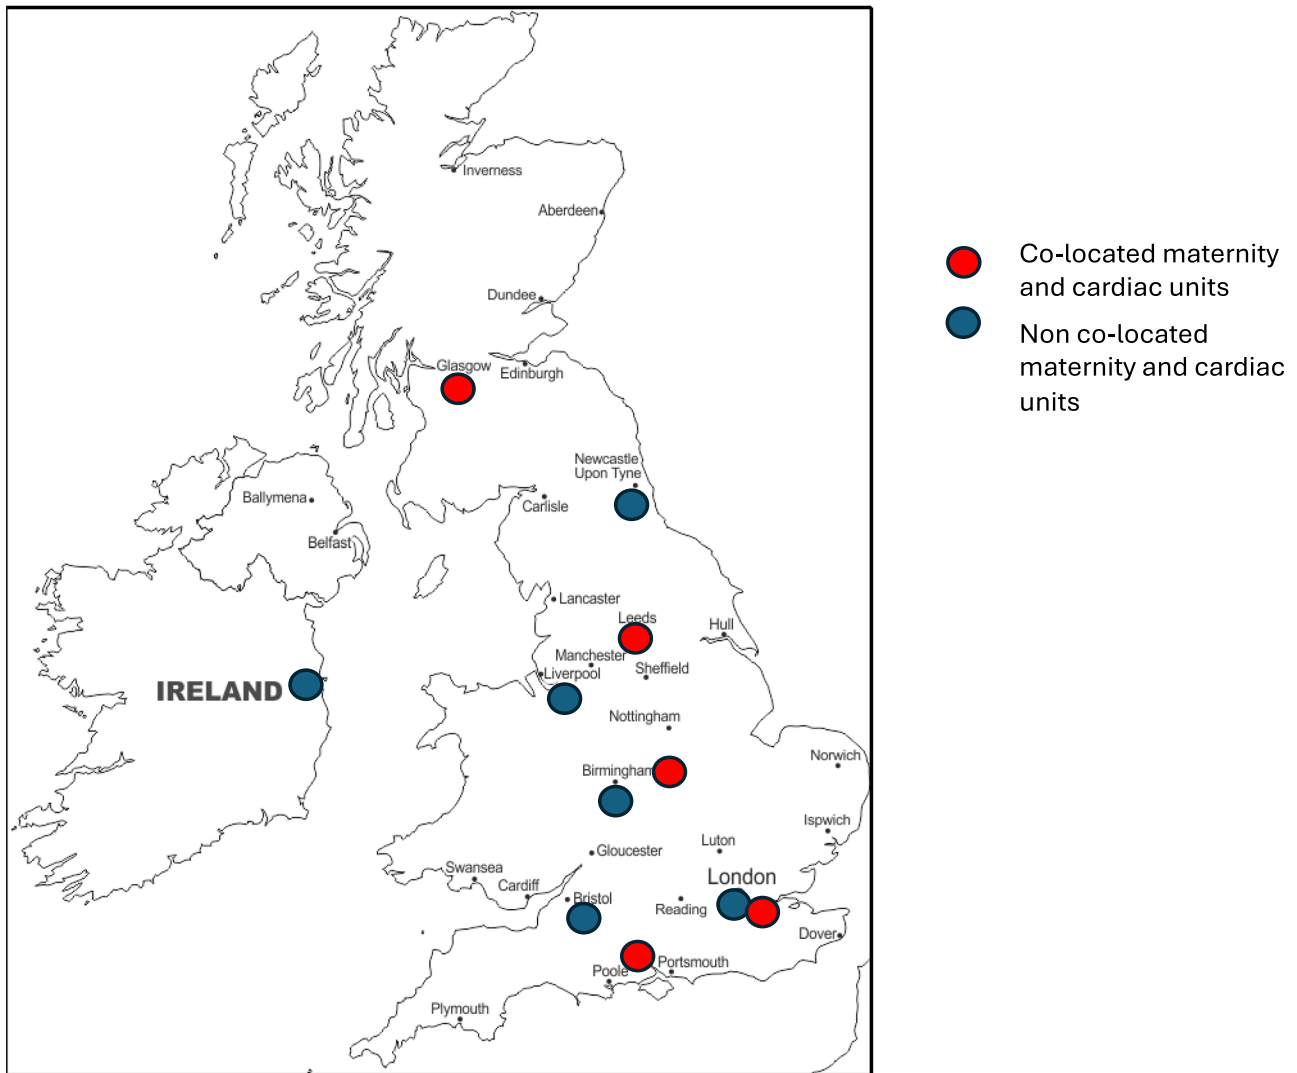 Inverness
Aberdeen
Dundee
Glasgow
Edinburgh
Newcastle
Upon Tyne
Carlisle
Ballymena
Belfast
Lancaster
Leeds
Hull
Manchester
Sheffield
Liverpool
IRELAND
Nottingham
Norwich
Birmingham
Ispwich
Luton
Gloucester
Swansea
Cardiff
London
Bristol
Reading
Dover
Portsmouth
Poole
Plymouth
Co-located maternity
and cardiac units
Non co-located
maternity and cardiac
units